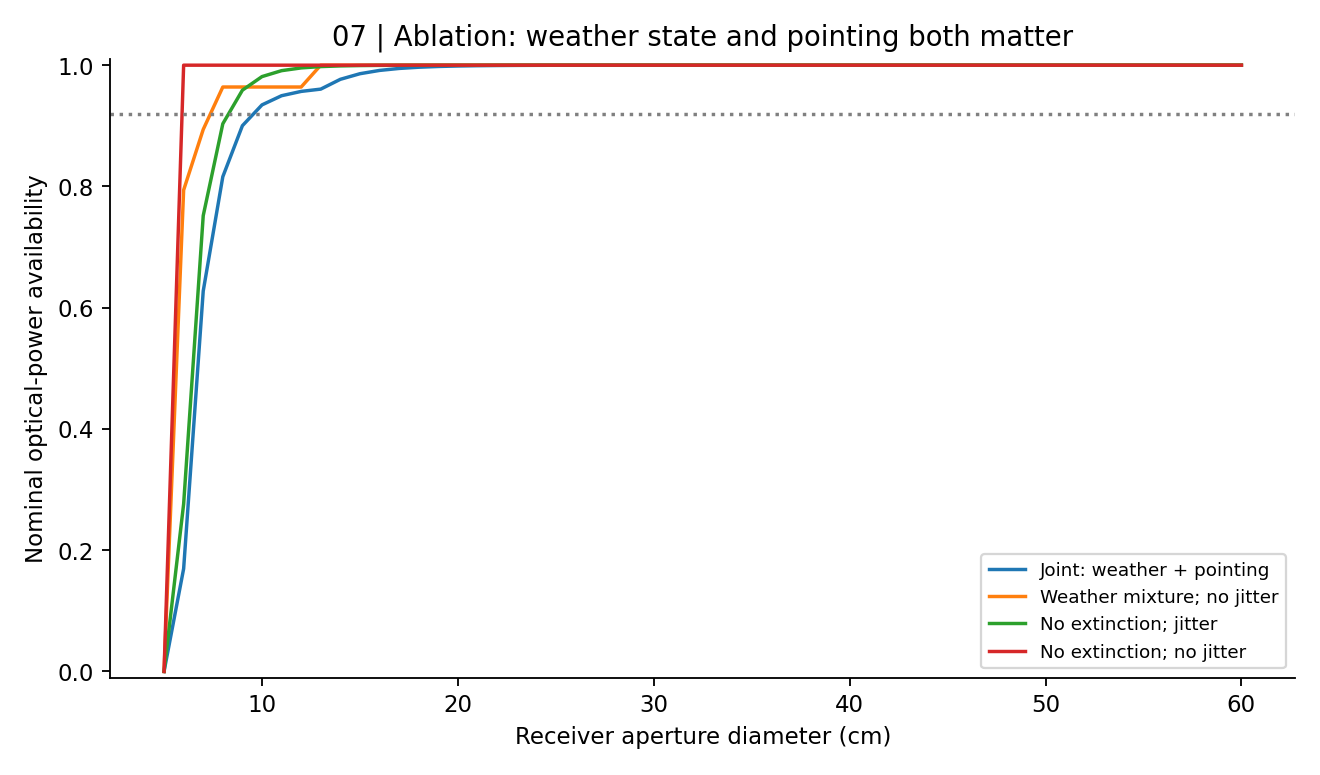 07 | Ablation: weather state and pointing both matter
Nominal optical-power availability
1.0
0.8
0.6
0.4
0.2
0.0
10
20
30
40
50
60
Receiver aperture diameter (cm)
Joint: weather + pointing
Weather mixture; no jitter
No extinction; jitter
No extinction; no jitter